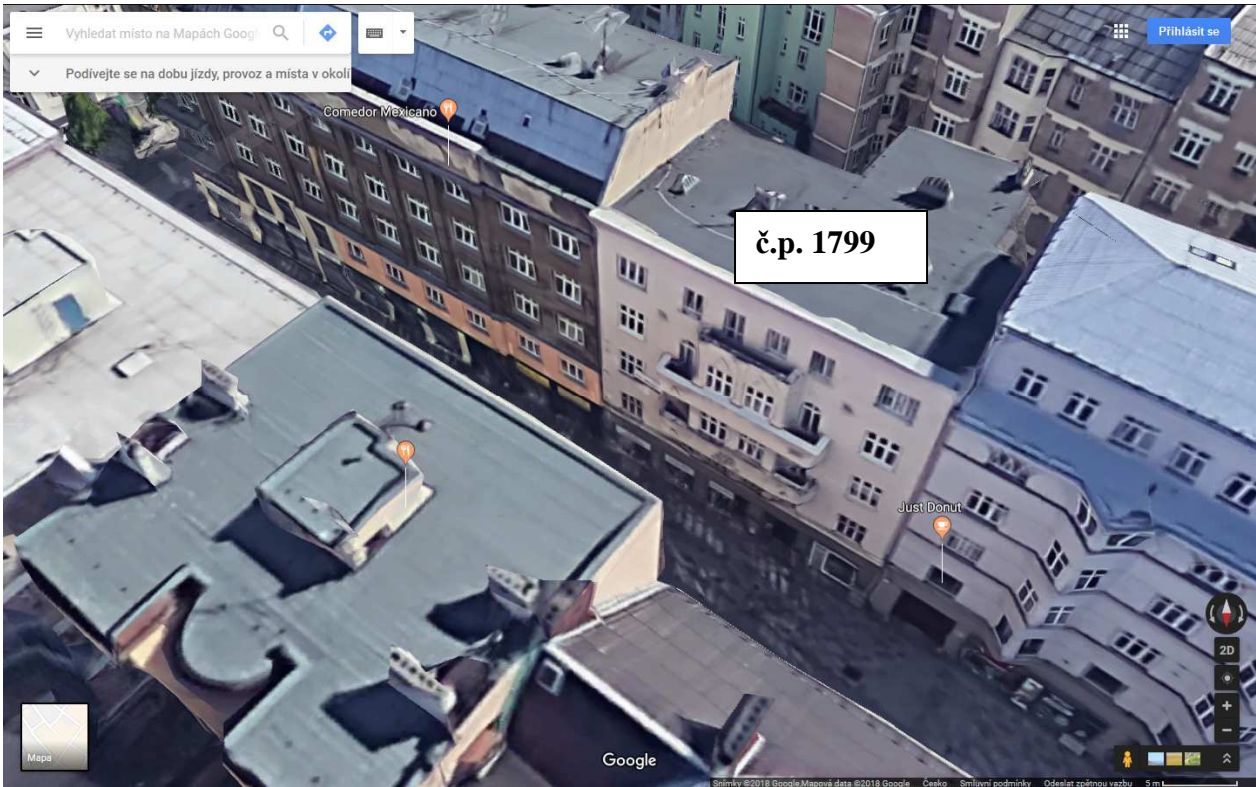 Vyhledat místo na Mapách Goog
Přihlásit se
Podívejte se na dobu jízdy, provoz a místa v okolí
Comedor Mexicano
č.p. 1799
Just Donut
2D
Mapa
Google
Snímky ©2018 Google,Mapová data ©2018 Google Česko Smluvní podmínky Odeslat zpětnou vazbu 5 m